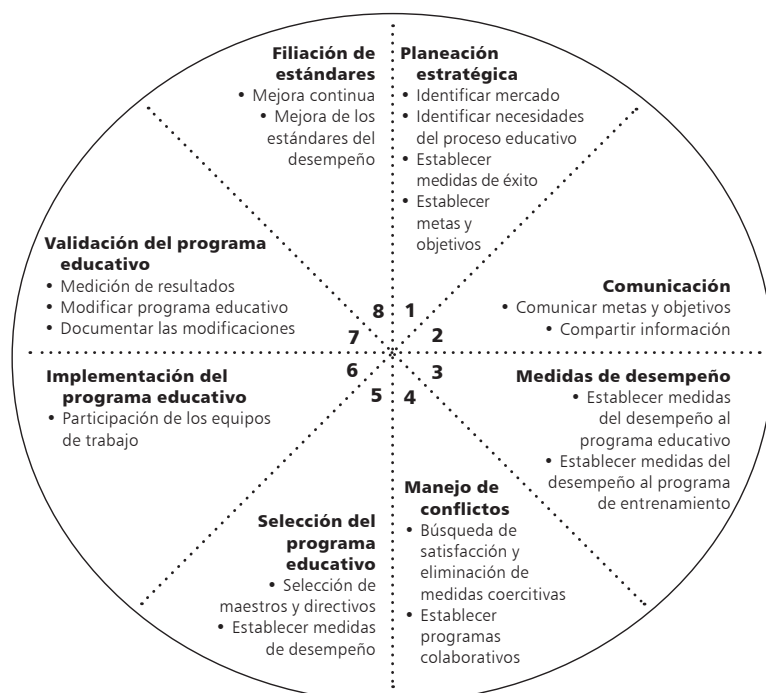 Planeación
estratégica
• Identificar mercado
• Identificar necesidades
del proceso educativo
• Establecer
medidas de éxito
• Establecer
metas y
objetivos
1
Comunicación
• Comunicar metas y objetivos
• Compartir información
2
Medidas de desempeño
• Establecer medidas
del desempeño al
programa educativo
• Establecer medidas del
desempeño al programa
de entrenamiento
3
Manejo de
conflictos
• Búsqueda de
satisfacción y
eliminación de
medidas coercitivas
• Establecer
programas
colaborativos
4
Selección del
programa
educativo
• Selección de
maestros y directivos
• Establecer medidas
de desempeño
5
Implementación del
programa educativo
• Participación de los equipos
de trabajo
6
Validación del programa
educativo
• Medición de resultados
• Modificar programa educativo
• Documentar las modificaciones
7
Filiación de
estándares
• Mejora continua
• Mejora de los
estándares del
desempeño
8